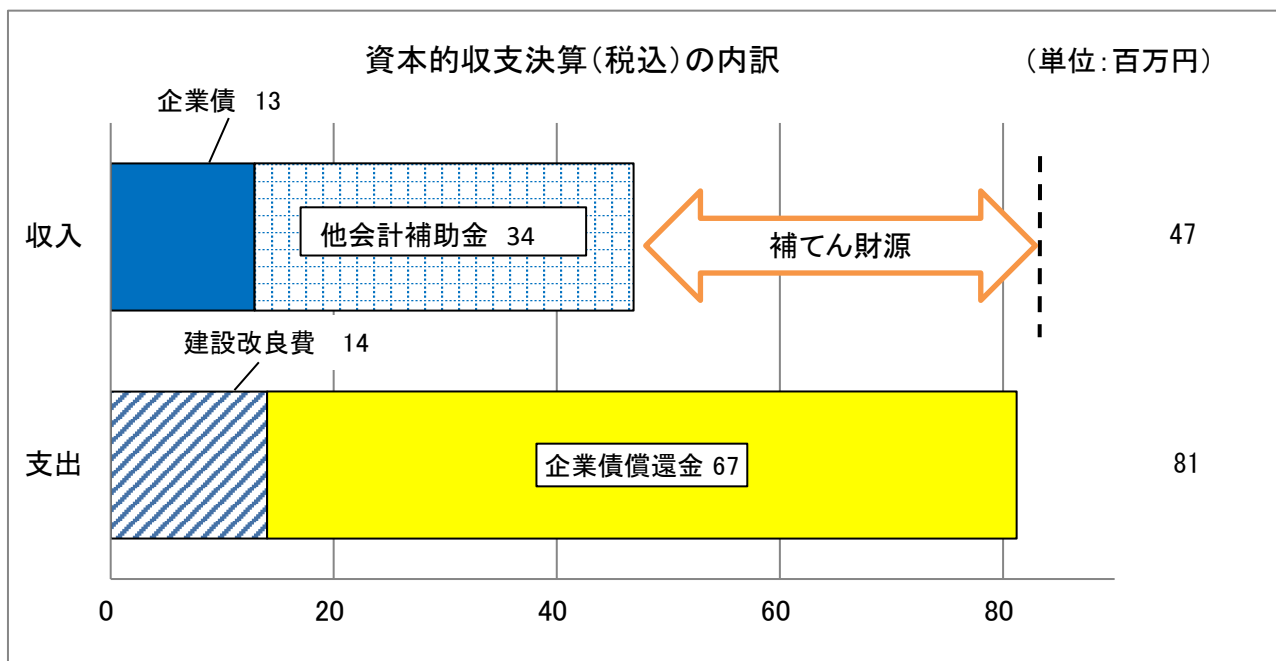 資本的収支決算(税込)の内訳
(単位:百万円)
企業債 13
収入
他会計補助金 34
補てん財源
47
建設改良費 14
支出
企業債償還金 67
81
0 20 40 60 80